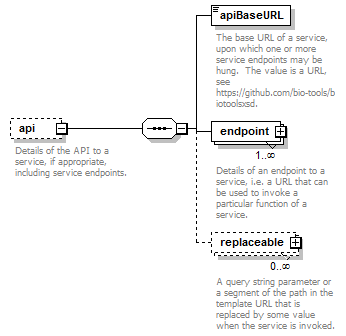 apiBaseURL
The base URL of a service,
upon which one or more
service endpoints may be
hung.  The value is a URL,
see
https://github.com/bio-tools/b
iotoolsxsd.
api
Details of the API to a
service, if appropriate,
including service endpoints.
endpoint
1..∞
Details of an endpoint to a
service, i.e. a URL that can
be used to invoke a
particular function of a
service.
replaceable
0..∞
A query string parameter or
a segment of the path in the
template URL that is
replaced by some value
when the service is invoked.